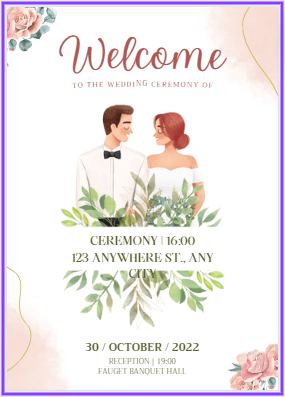 Welcome
TO THE WEDDING CEREMONY OF
CEREMONY | 16:00
123 ANYWHERE ST., ANY
CITY
30 / OCTOBER / 2022
RECEPTION | 19:00
FAUGET BANQUET HALL